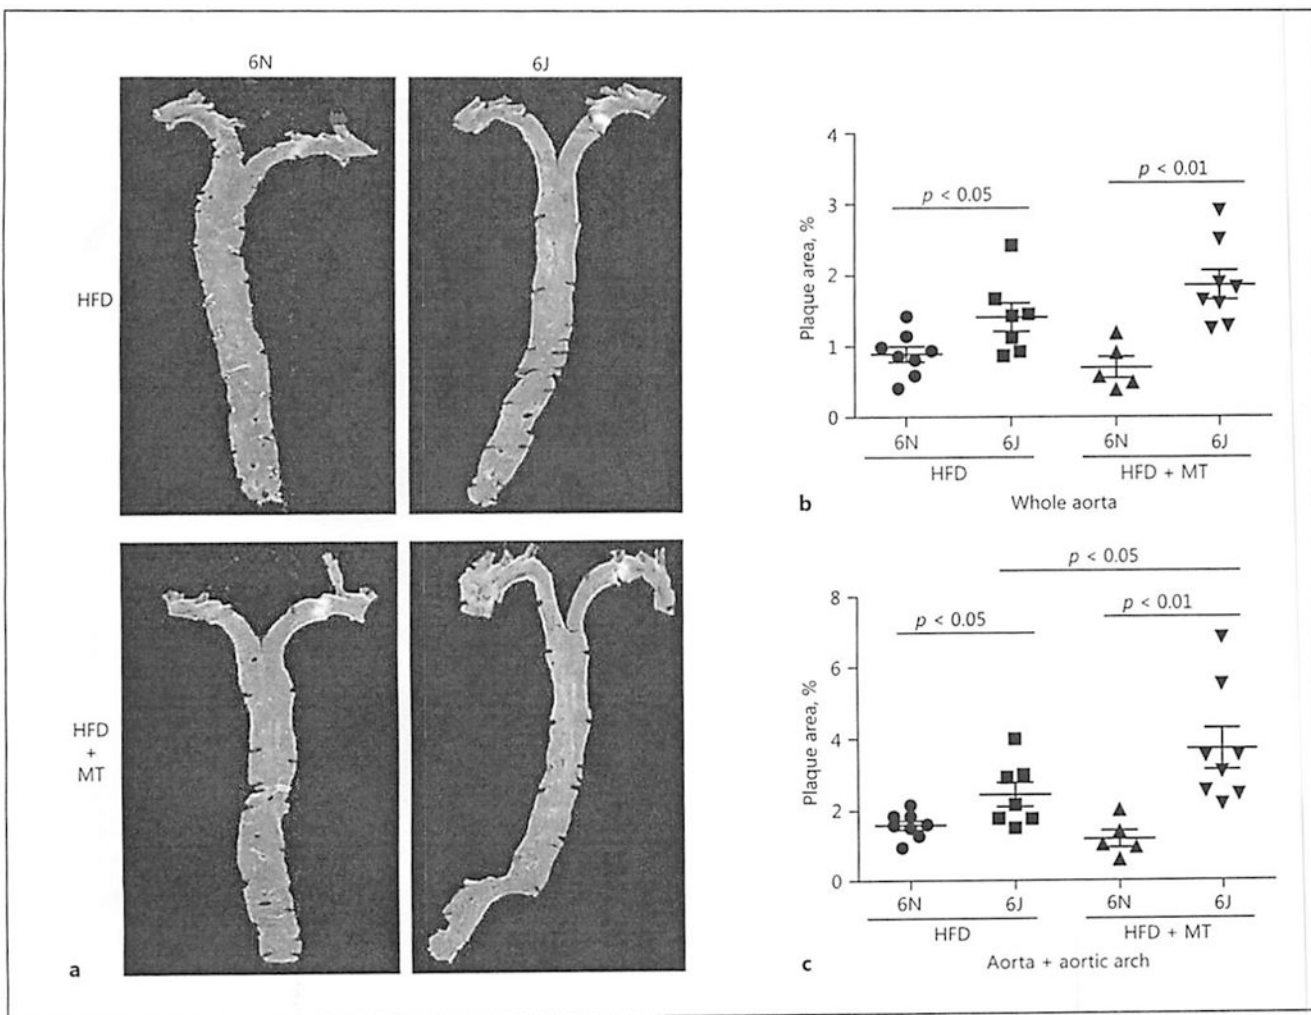 6N 6J
HFD
HFD
+
MT
a
4
3
2
1
0
Plaque area, %
p < 0.05
p < 0.01
6N 6J 6N 6J
HFD HFD + MT
b Whole aorta
8
6
4
2
0
Plaque area, %
p < 0.05
p < 0.05
p < 0.01
6N 6J 6N 6J
HFD HFD + MT
c Aorta + aortic arch